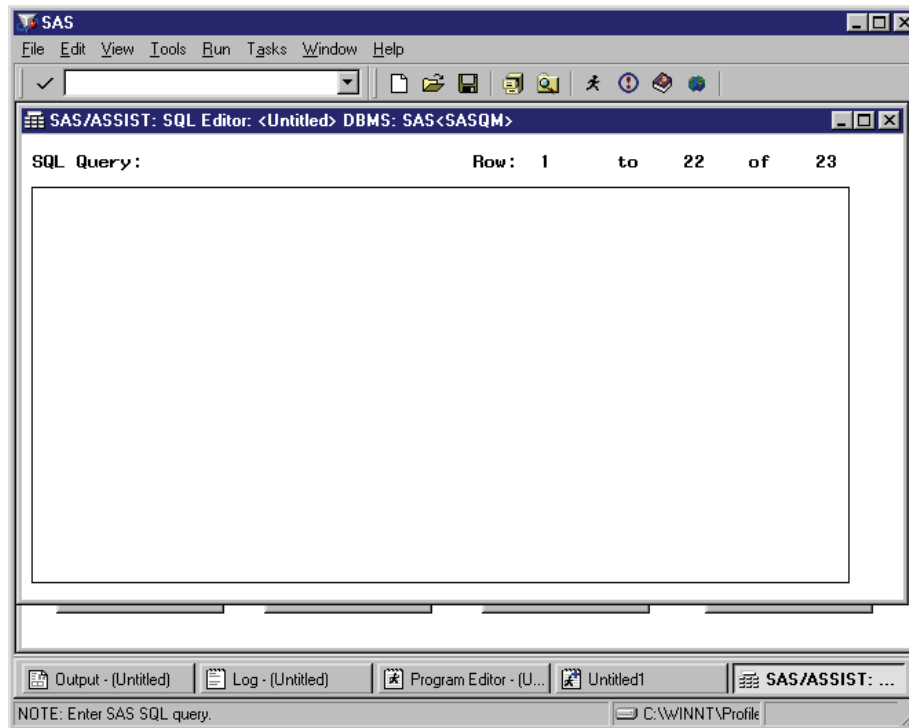 SAS
File Edit View Tools Run Tasks Window Help
SAS/ASSIST: SQL Editor: <Untitled> DBMS: SAS<SASQM>
SQL Query: Row: 1 to 22 of 23
Output - (Untitled) Log - (Untitled) Program Editor - (U... Untitled1 SAS/ASSIST: ...
NOTE: Enter SAS SQL query. C:\WINNT\Profile